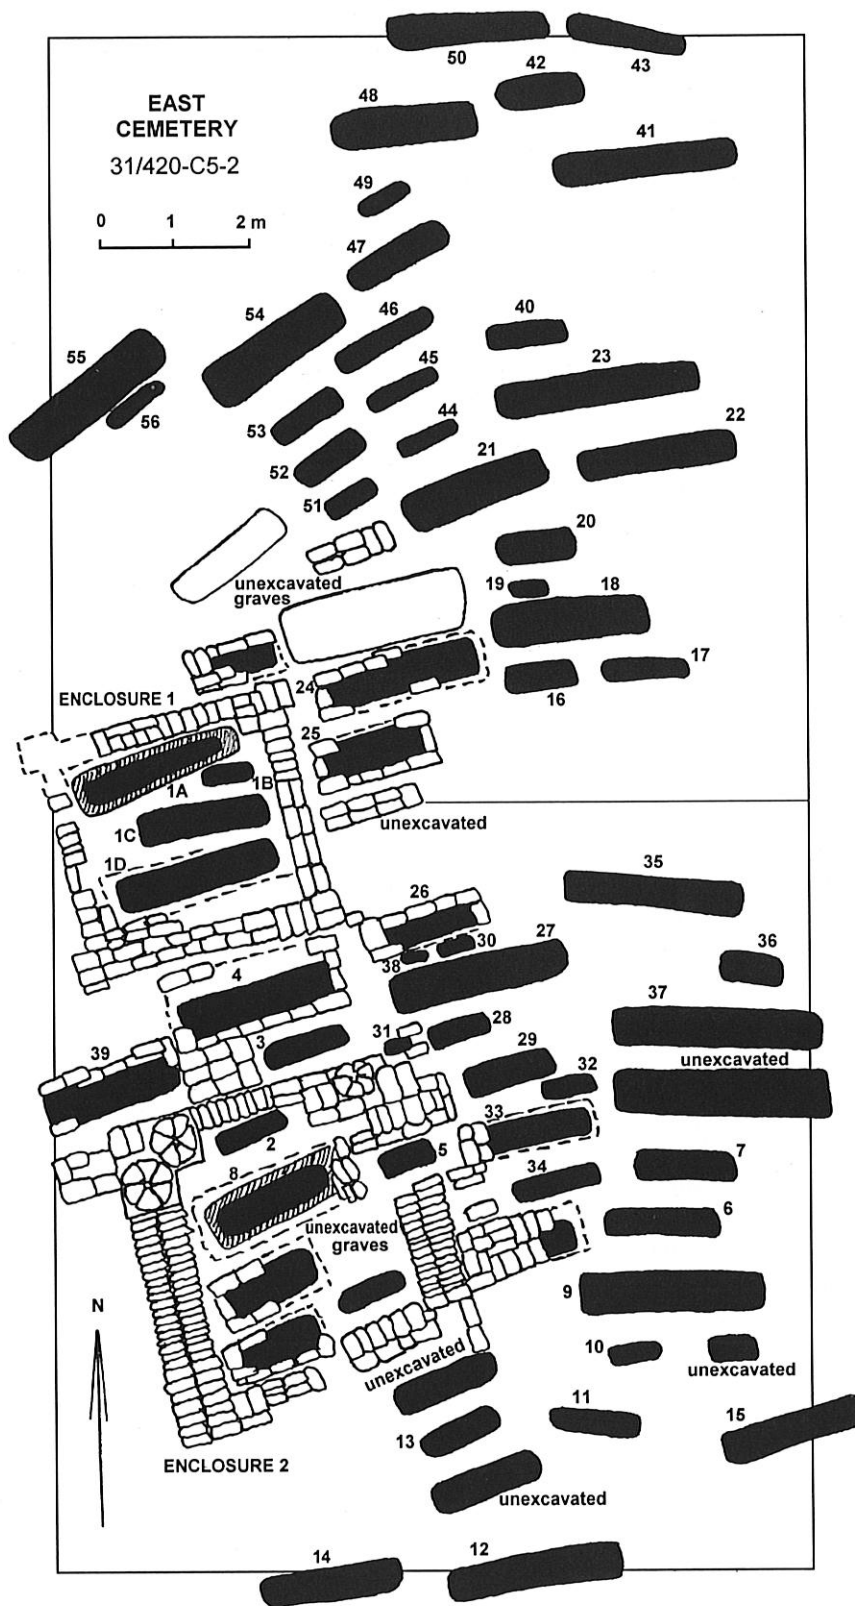 50
43
42
48
EAST
CEMETERY
31/420-C5-2
41
0 1 2 m
49
47
46
40
54
55
45
23
56
53
44
22
52
21
51
20
unexcavated
graves
19
18
17
24
16
ENCLOSURE 1
25
1A
1B
unexcavated
1C
1D
35
26
27
36
30
38
37
4
28
31
3
29
unexcavated
39
32
33
2
5
7
8
34
unexcavated
graves
6
N
9
10
unexcavated
unexcavated
11
15
13
ENCLOSURE 2
unexcavated
14
12